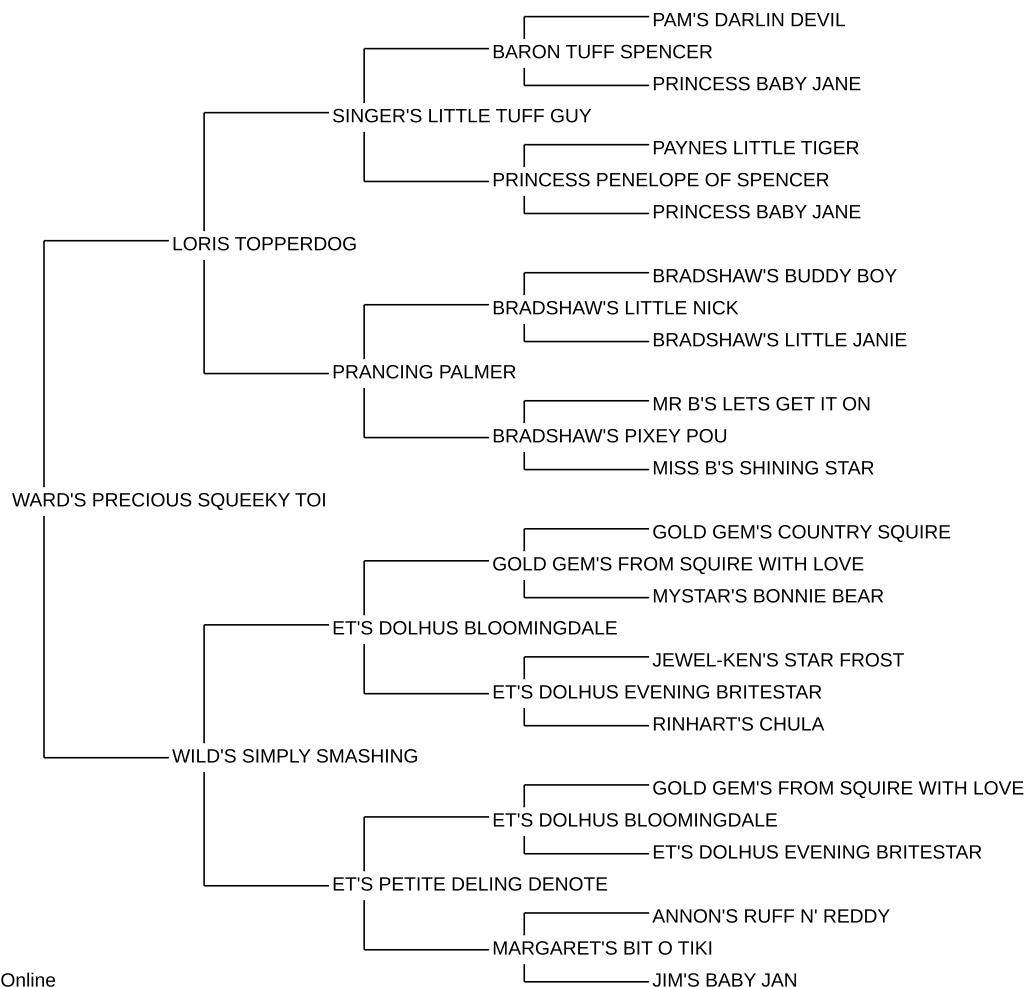 PAM'S DARLIN DEVIL
BARON TUFF SPENCER
PRINCESS BABY JANE
SINGER'S LITTLE TUFF GUY
PAYNES LITTLE TIGER
PRINCESS PENELOPE OF SPENCER
PRINCESS BABY JANE
LORIS TOPPERDOG
BRADSHAW'S BUDDY BOY
BRADSHAW'S LITTLE NICK
BRADSHAW'S LITTLE JANIE
PRANCING PALMER
MR B'S LETS GET IT ON
BRADSHAW'S PIXEY POU
MISS B'S SHINING STAR
WARD'S PRECIOUS SQUEEKY TOI
GOLD GEM'S COUNTRY SQUIRE
GOLD GEM'S FROM SQUIRE WITH LOVE
MYSTAR'S BONNIE BEAR
ET'S DOLHUS BLOOMINGDALE
JEWEL-KEN'S STAR FROST
ET'S DOLHUS EVENING BRITESTAR
RINHART'S CHULA
WILD'S SIMPLY SMASHING
GOLD GEM'S FROM SQUIRE WITH LOVE
ET'S DOLHUS BLOOMINGDALE
ET'S DOLHUS EVENING BRITESTAR
ET'S PETITE DELING DENOTE
ANNON'S RUFF N' REDDY
MARGARET'S BIT O TIKI
JIM'S BABY JAN
Online